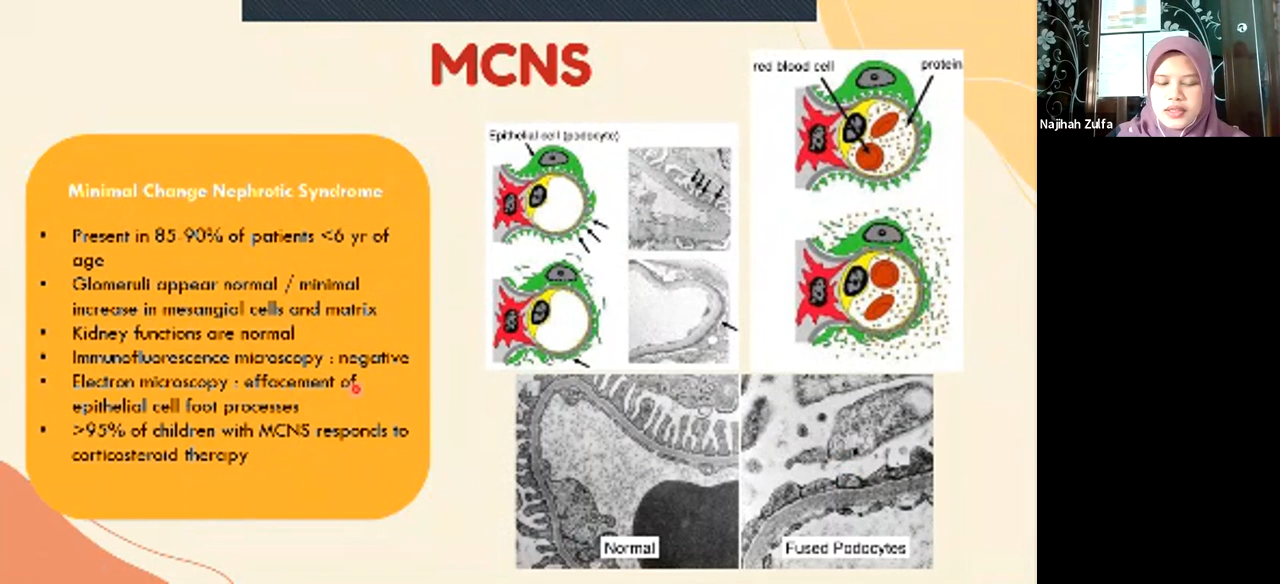 MCNS
Minimal Change Nephrotic Syndrome
• Present in 85-90% of patients <6 yr of
age
• Glomeruli appear normal / minimal
increase in mesangial cells and matrix
• Kidney functions are normal
• Immunofluorescence microscopy : negative
• Electron microscopy : effacement of
epithelial cell foot processes
• >95% of children with MCNS responds to
corticosteroid therapy
Epithelial cell (podocyte)
red blood cell
protein
Normal
Fused Podocytes
Najihah Zulfa